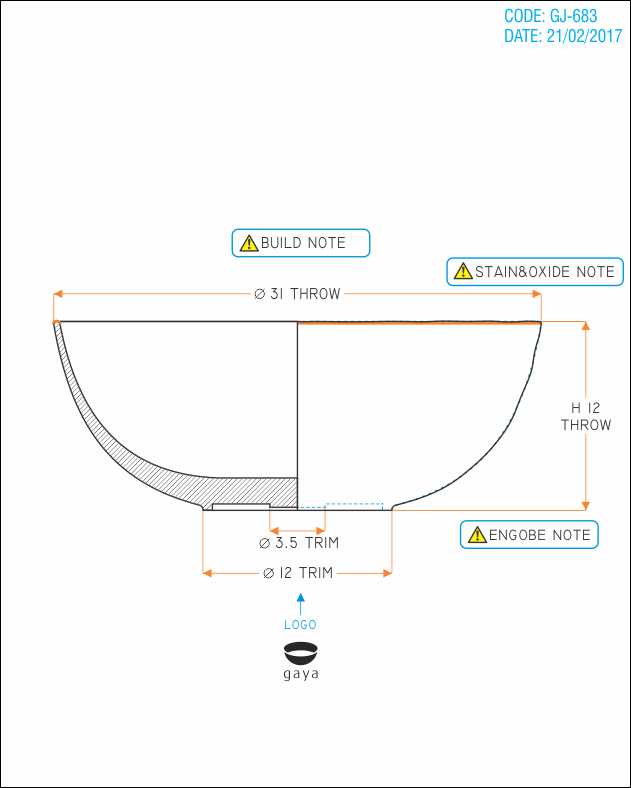 CODE: GJ-683
DATE: 21/02/2017
BUILD NOTE
STAIN&OXIDE NOTE
Ø 31 THROW
H 12
THROW
ENGOBE NOTE
Ø 3.5 TRIM
Ø 12 TRIM
LOGO
gaya